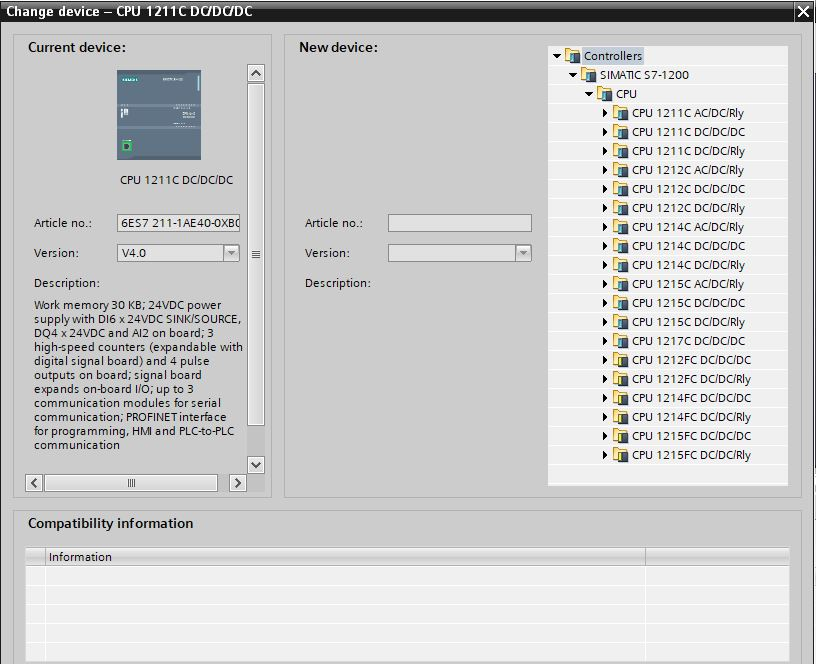 Change device – CPU 1211C DC/DC/DC
Current device:
SIEMENS
CPU 1211C DC/DC/DC
Article no.:
6ES7 211-1AE40-0XB0
Version:
V4.0
Description:
Work memory 30 KB; 24VDC power
supply with DI6 x 24VDC SINK/SOURCE,
DQ4 x 24VDC and AI2 on board; 3
high-speed counters (expandable with
digital signal board) and 4 pulse
outputs on board; signal board
expands on-board I/O; up to 3
communication modules for serial
communication; PROFINET interface
for programming, HMI and PLC-to-PLC
communication
New device:
Article no.:
Version:
Description:
Controllers
SIMATIC S7-1200
CPU
CPU 1211C AC/DC/Rly
CPU 1211C DC/DC/DC
CPU 1211C DC/DC/Rly
CPU 1212C AC/DC/Rly
CPU 1212C DC/DC/DC
CPU 1212C DC/DC/Rly
CPU 1214C AC/DC/Rly
CPU 1214C DC/DC/DC
CPU 1214C DC/DC/Rly
CPU 1215C AC/DC/Rly
CPU 1215C DC/DC/DC
CPU 1215C DC/DC/Rly
CPU 1217C DC/DC/DC
CPU 1212FC DC/DC/DC
CPU 1212FC DC/DC/Rly
CPU 1214FC DC/DC/DC
CPU 1214FC DC/DC/Rly
CPU 1215FC DC/DC/DC
CPU 1215FC DC/DC/Rly
Compatibility information
Information